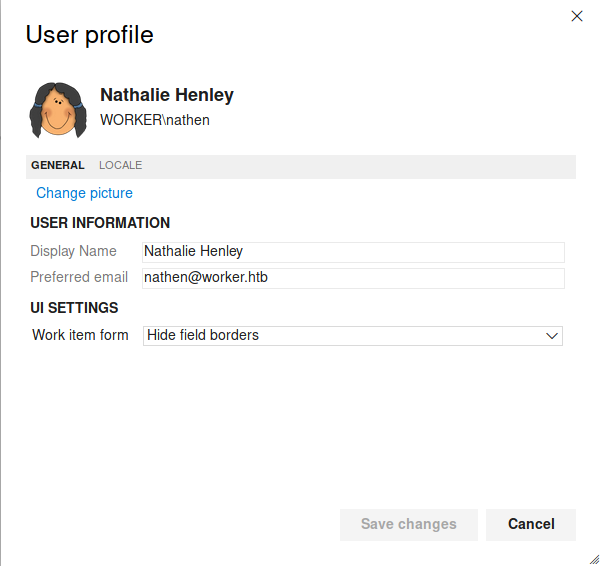 User profile
Nathalie Henley
WORKER\nathen
GENERAL LOCALE
Change picture
USER INFORMATION
Display Name Nathalie Henley
Preferred email nathen@worker.htb
UI SETTINGS
Work item form Hide field borders
Save changes Cancel